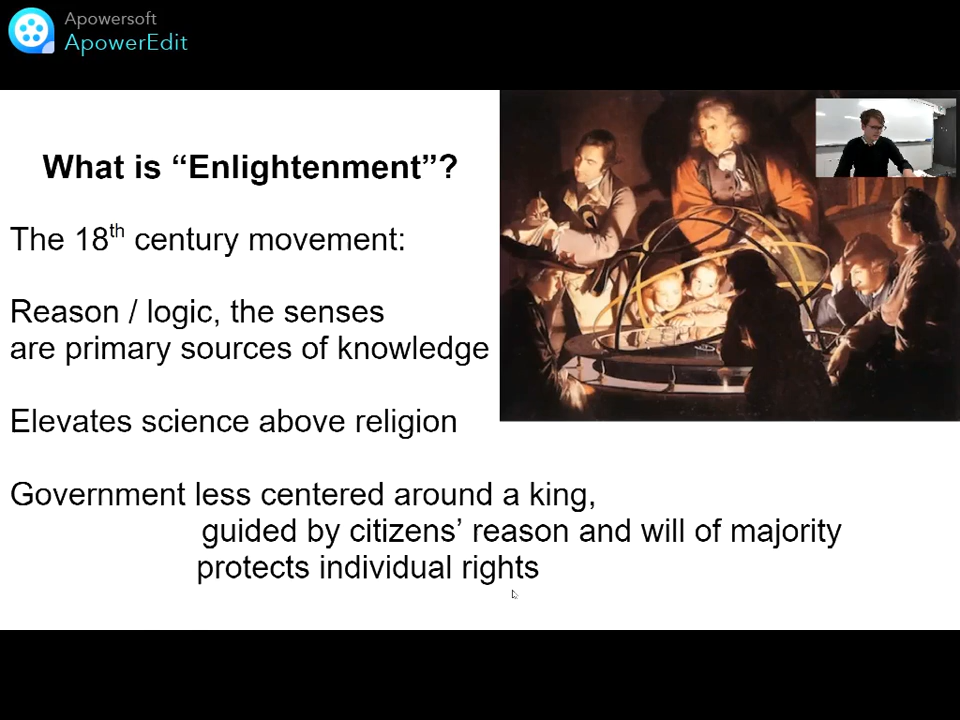 Apowersoft
ApowerEdit
What is “Enlightenment”?
The 18th century movement:
Reason / logic, the senses
are primary sources of knowledge
Elevates science above religion
Government less centered around a king,
guided by citizens’ reason and will of majority
protects individual rights